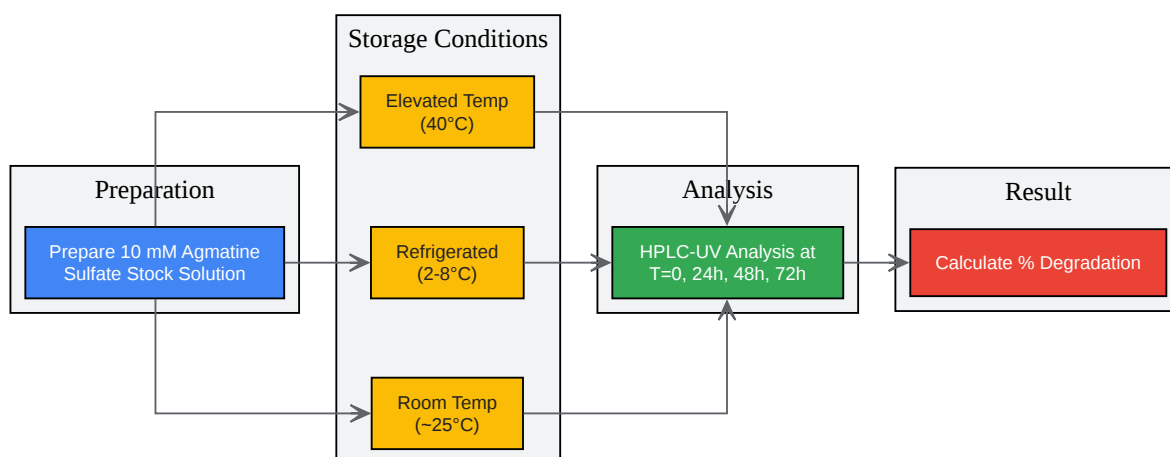 Storage Conditions
Elevated Temp
(40°C)
Preparation
Prepare 10 mM Agmatine
Sulfate Stock Solution
Refrigerated
(2-8°C)
Room Temp
(~25°C)
Analysis
HPLC-UV Analysis at
T=0, 24h, 48h, 72h
Result
Calculate % Degradation